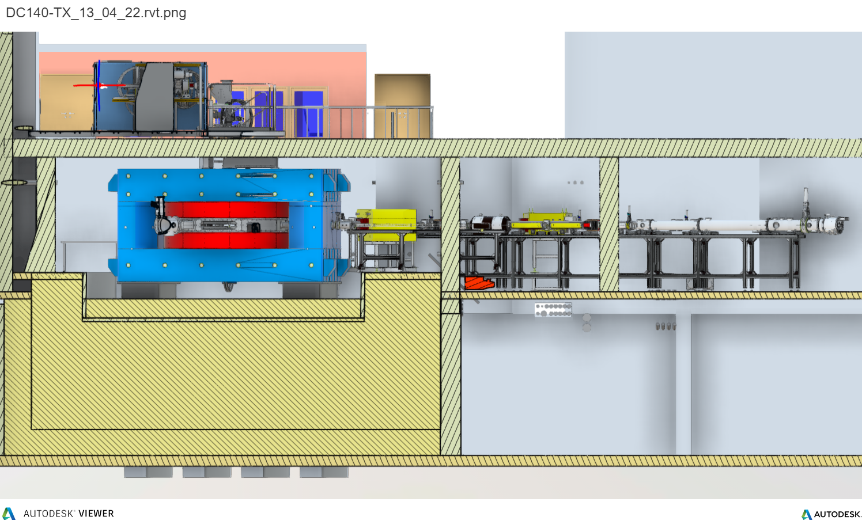 DC140-TX_13_04_22.rvt.png
AUTODESK VIEWER
AUTODESK